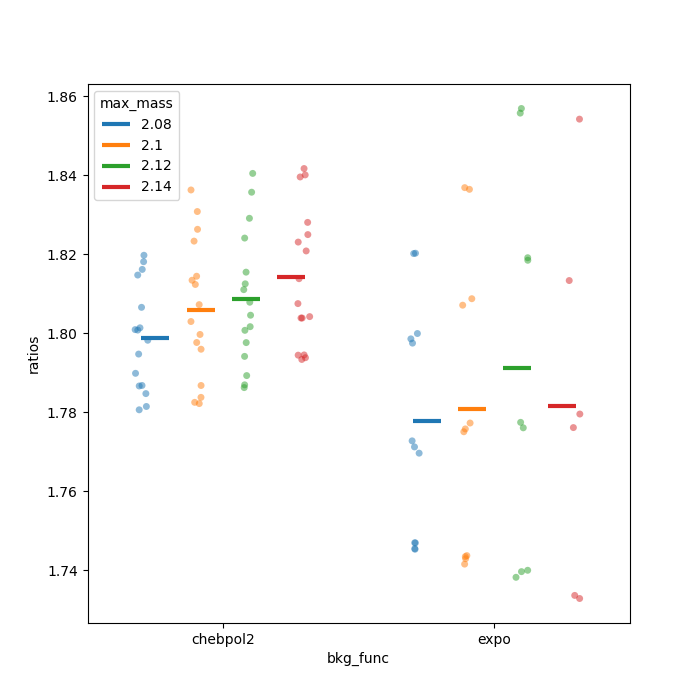 max_mass
2.08
2.1
2.12
2.14
1.86
1.84
1.82
1.80
1.78
1.76
1.74
ratios
chebpol2
expo
bkg_func